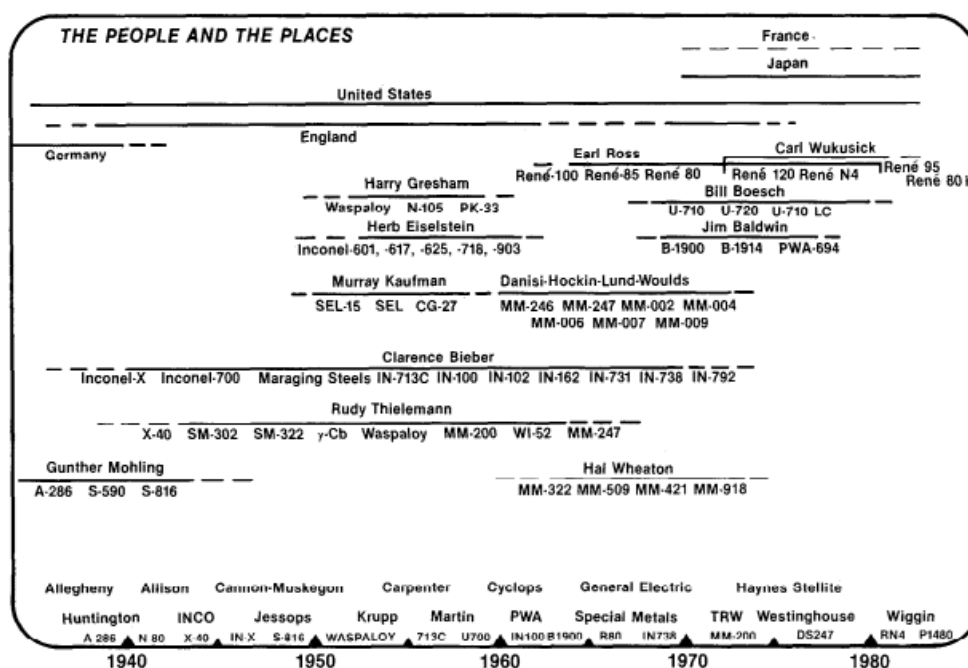 THE PEOPLE AND THE PLACES
France
Japan
United States
England
Germany
Earl Ross
Carl Wukusick
René-100 René-85 René 80
René 120 René N4
René 95
René 80
Harry Gresham
Waspaloy N-105 PK-33
Bill Boesch
U-710 U-720 U-710 LC
Herb Eiselstein
Inconel-601, -617, -625, -718, -903
Jim Baldwin
B-1900 B-1914 PWA-694
Murray Kaufman
SEL-15 SEL CG-27
Danisi-Hockin-Lund-Woulds
MM-246 MM-247 MM-002 MM-004
MM-006 MM-007 MM-009
Clarence Bieber
Inconel-X Inconel-700 Maraging Steels IN-713C IN-100 IN-102 IN-162 IN-731 IN-738 IN-792
Rudy Thielemann
X-40 SM-302 SM-322 γ-Cb Waspaloy MM-200 WI-52 MM-247
Gunther Mohling
A-286 S-590 S-816
Hal Wheaton
MM-322 MM-509 MM-421 MM-918
Allegheny Allison Cannon-Muskegon Carpenter Cyclops General Electric Haynes Stellite
Huntington INCO Jessops Krupp Martin PWA Special Metals TRW Westinghouse Wiggin
A 286 N 80 X-40 IN-X S-816 WASPALOY 713C U700 IN100 B1900 R80 IN738 MM-200 DS247 RN4 P1480
1940 1950 1960 1970 1980